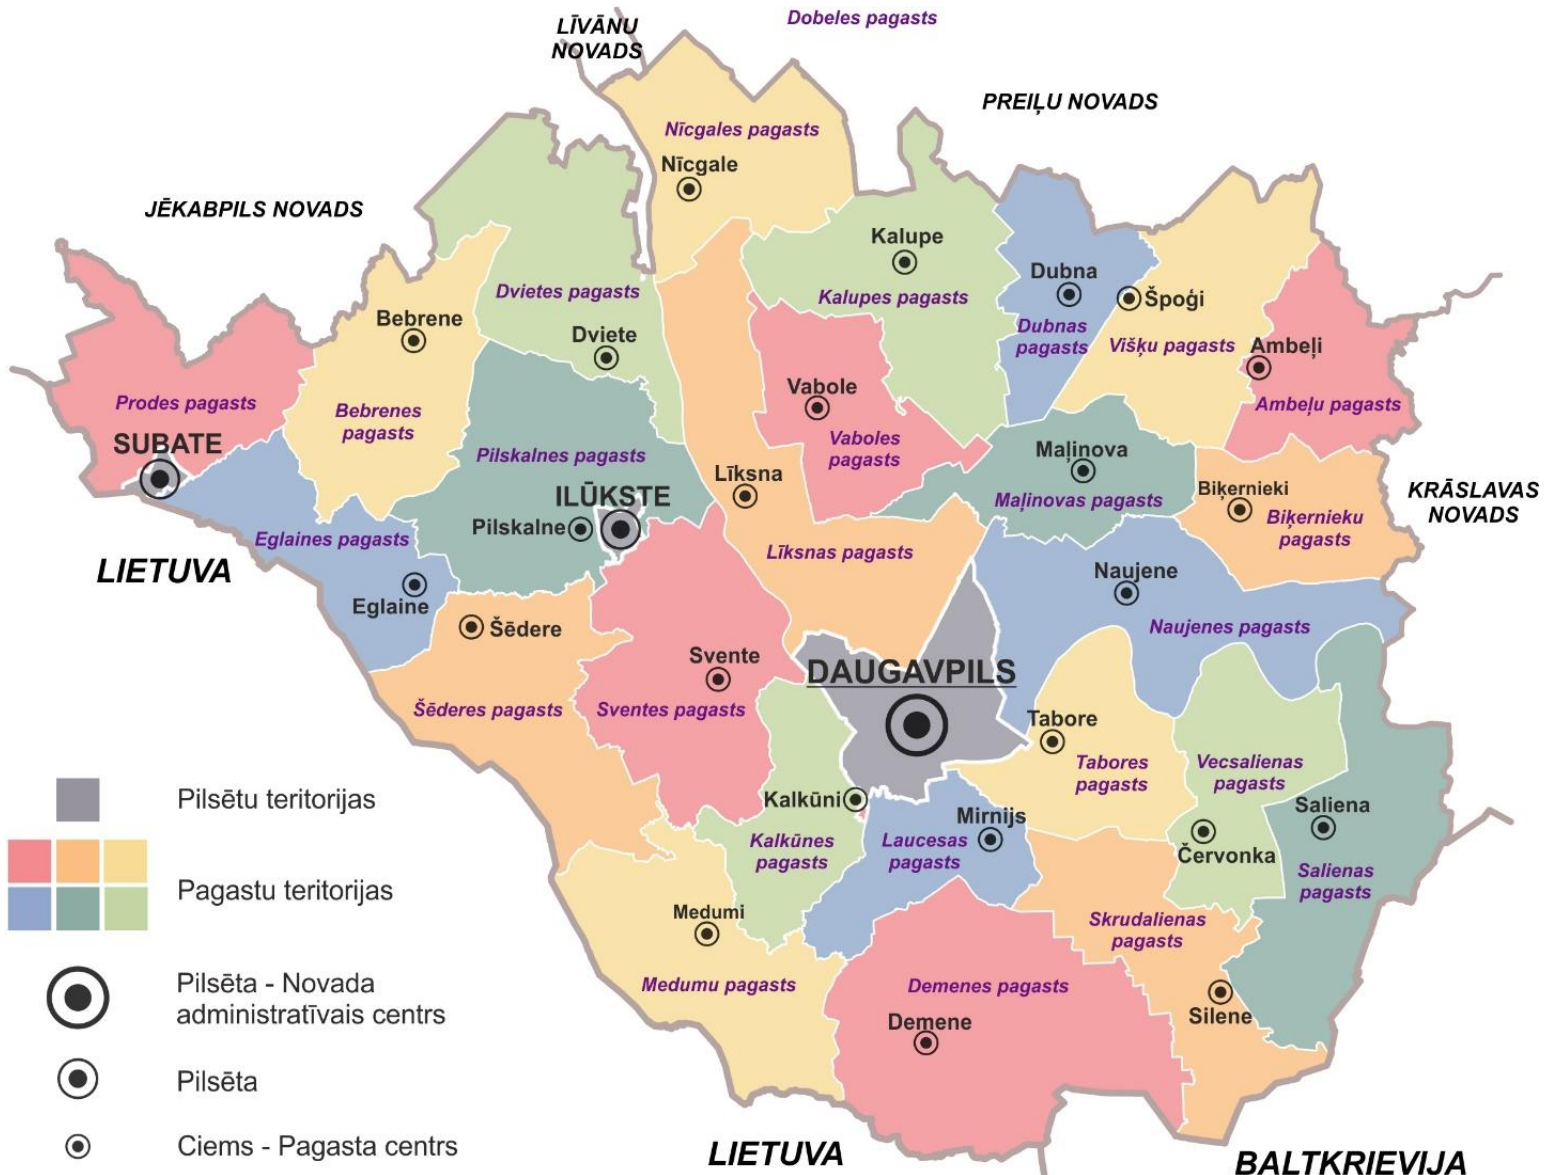 Dobeles pagasts
LĪVĀNU
NOVADS
PREIĻU NOVADS
Nīcgales pagasts
Nīcgale
JĒKABPILS NOVADS
Kalupe
Dubna
Kalupes pagasts
Špoģi
Dvietes pagasts
Dubnas
pagasts
Višķu pagasts
Ambeļi
Bebrene
Dviete
Vabole
Prodes pagasts
Bebrenes
pagasts
Ambeļu pagasts
SUBATE
Vaboles
pagasts
Pilskalnes pagasts
Maļinova
Līksna
ILŪKSTE
Maļinovas pagasts
Biķernieki
KRĀSLAVAS
NOVADS
Biķernieku
pagasts
Pilskalne
Eglaines pagasts
Līksnas pagasts
LIETUVA
Naujene
Eglaine
Šēdere
Naujenes pagasts
Svente
DAUGAVPILS
Šēderes pagasts
Sventes pagasts
Tabore
Tabores
pagasts
Vecsalienas
pagasts
Pilsētu teritorijas
Kalkūni
Mirnijs
Saliena
Kalkūnes
pagasts
Laucesas
pagasts
Červonka
Salienas
pagasts
Pagastu teritorijas
Medumi
Skrudalienas
pagasts
Medumu pagasts
Demenes pagasts
Pilsēta - Novada
administratīvais centrs
Demene
Silene
Pilsēta
Ciems - Pagasta centrs
LIETUVA
BALTKRIEVIJA